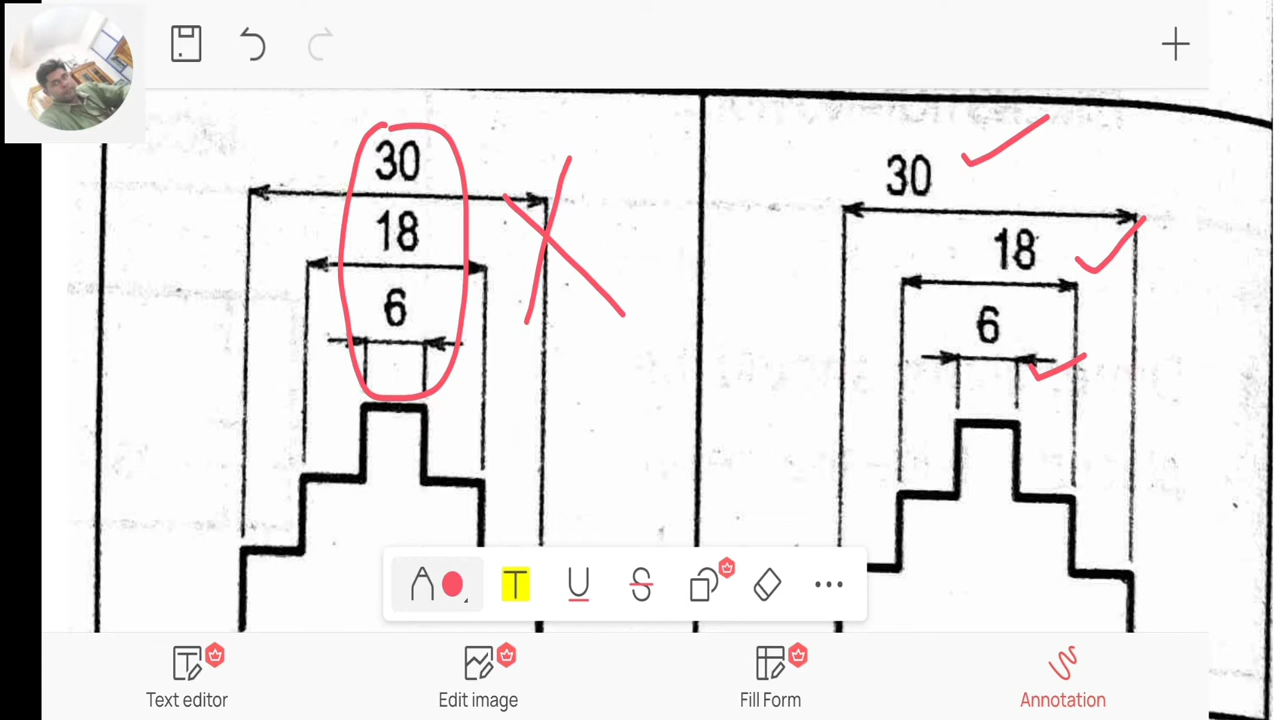 30
18
6
30
18
6
T
U
S
Text editor
Edit image
Fill Form
Annotation